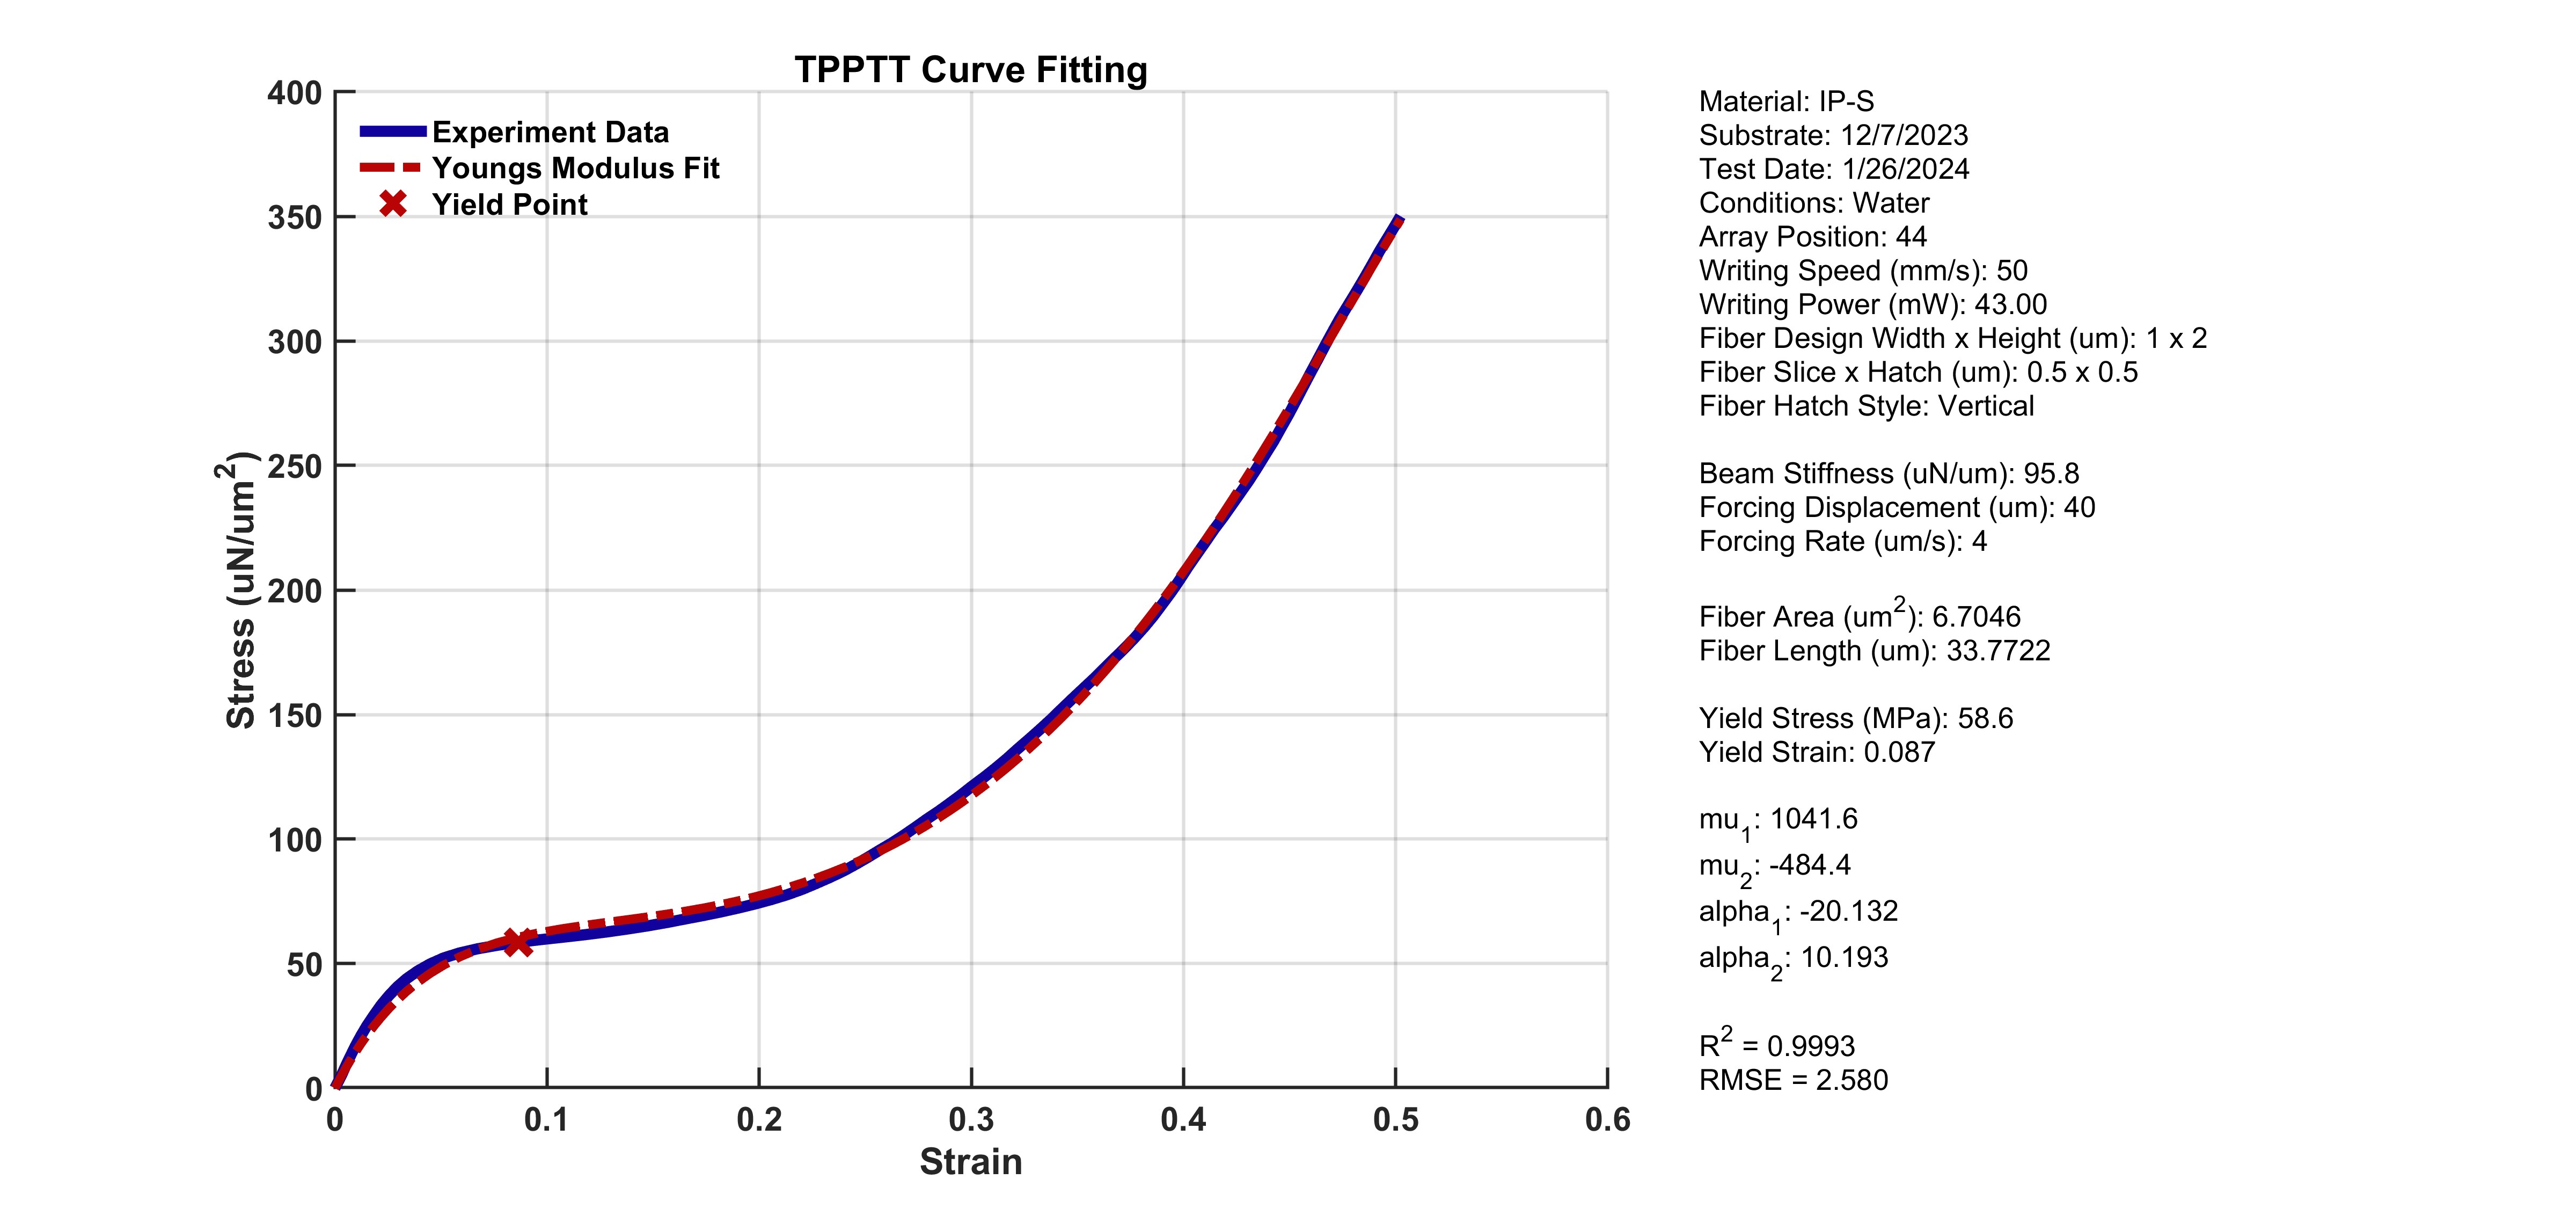 TPPTT Curve Fitting
400
350
300
250
200
150
100
50
0
Stress (uN/um²)
Experiment Data
Youngs Modulus Fit
Yield Point
0 0.1 0.2 0.3 0.4 0.5 0.6
Strain
Material: IP-S
Substrate: 12/7/2023
Test Date: 1/26/2024
Conditions: Water
Array Position: 44
Writing Speed (mm/s): 50
Writing Power (mW): 43.00
Fiber Design Width x Height (um): 1 x 2
Fiber Slice x Hatch (um): 0.5 x 0.5
Fiber Hatch Style: Vertical
Beam Stiffness (uN/um): 95.8
Forcing Displacement (um): 40
Forcing Rate (um/s): 4
Fiber Area (um²): 6.7046
Fiber Length (um): 33.7722
Yield Stress (MPa): 58.6
Yield Strain: 0.087
mu₁: 1041.6
mu₂: -484.4
alpha₁: -20.132
alpha₂: 10.193
R² = 0.9993
RMSE = 2.580